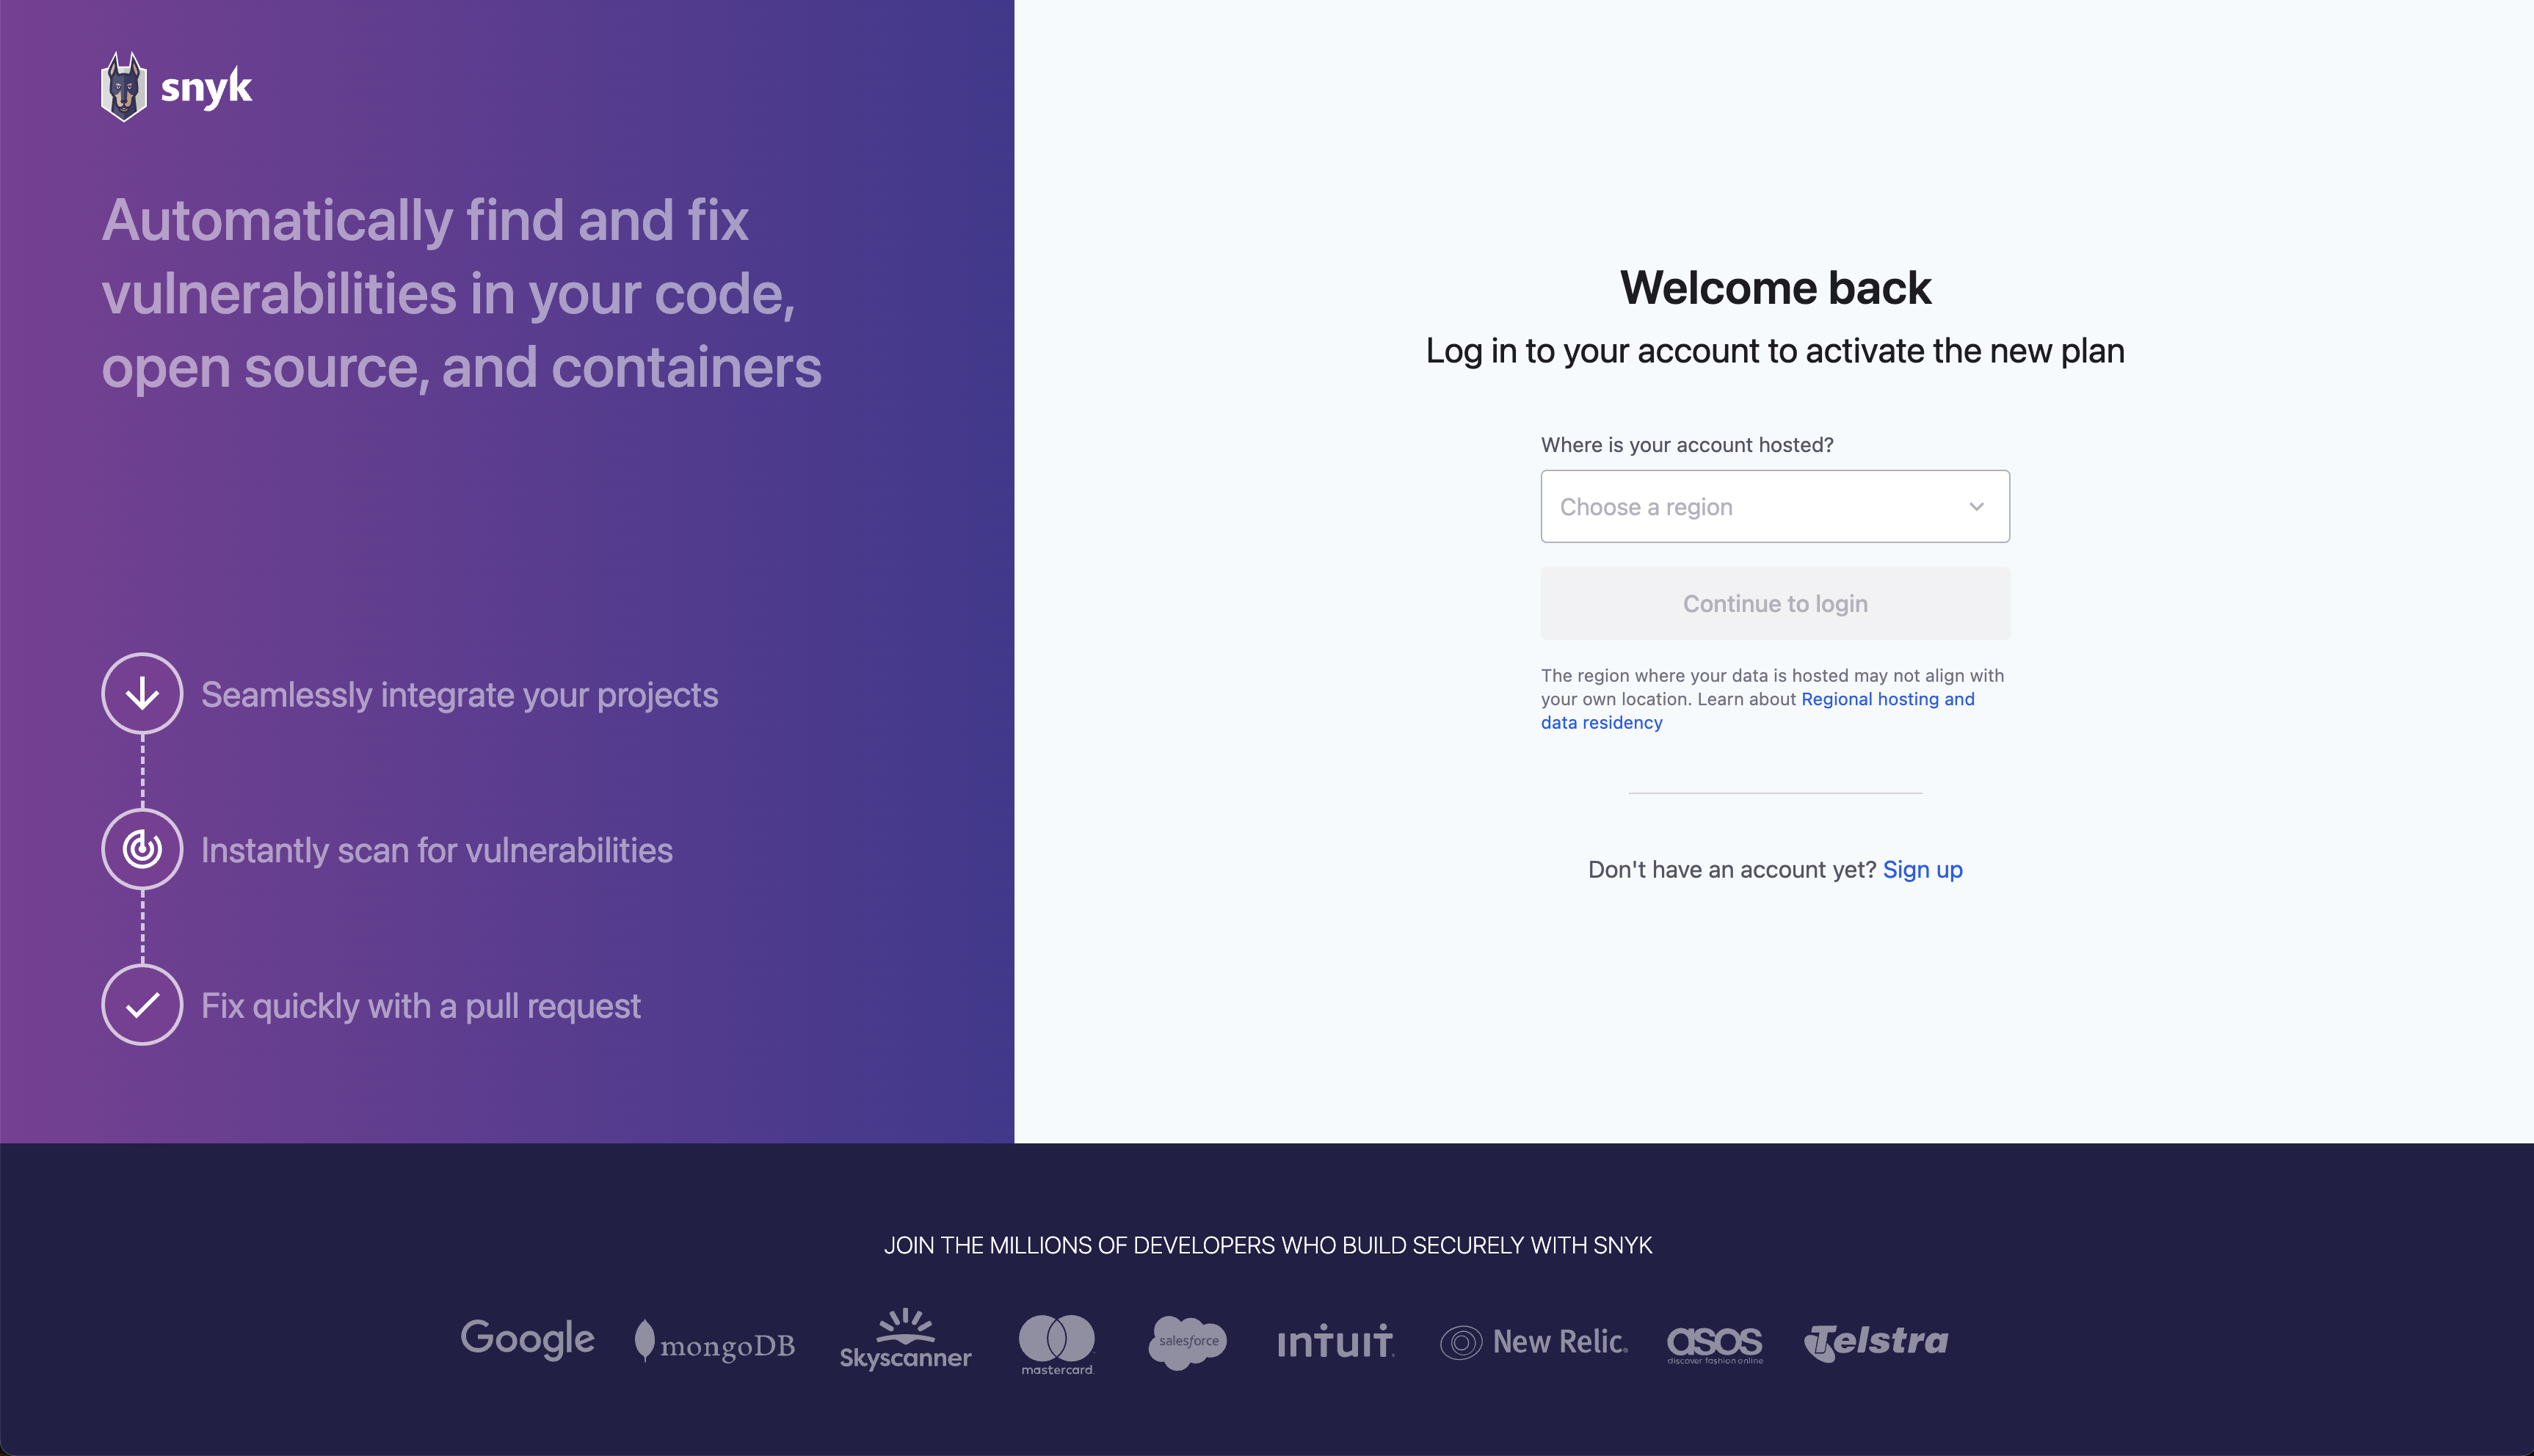 snyk
Automatically find and fix
vulnerabilities in your code,
open source, and containers
Seamlessly integrate your projects
Instantly scan for vulnerabilities
Fix quickly with a pull request
Welcome back
Log in to your account to activate the new plan
Where is your account hosted?
Choose a region
Continue to login
The region where your data is hosted may not align with
your own location. Learn about Regional hosting and
data residency
Don't have an account yet? Sign up
JOIN THE MILLIONS OF DEVELOPERS WHO BUILD SECURELY WITH SNYK
Google
mongoDB
Skyscanner
mastercard.
salesforce
INTUIT.
New Relic®
asos
discover fashion online
Telstra